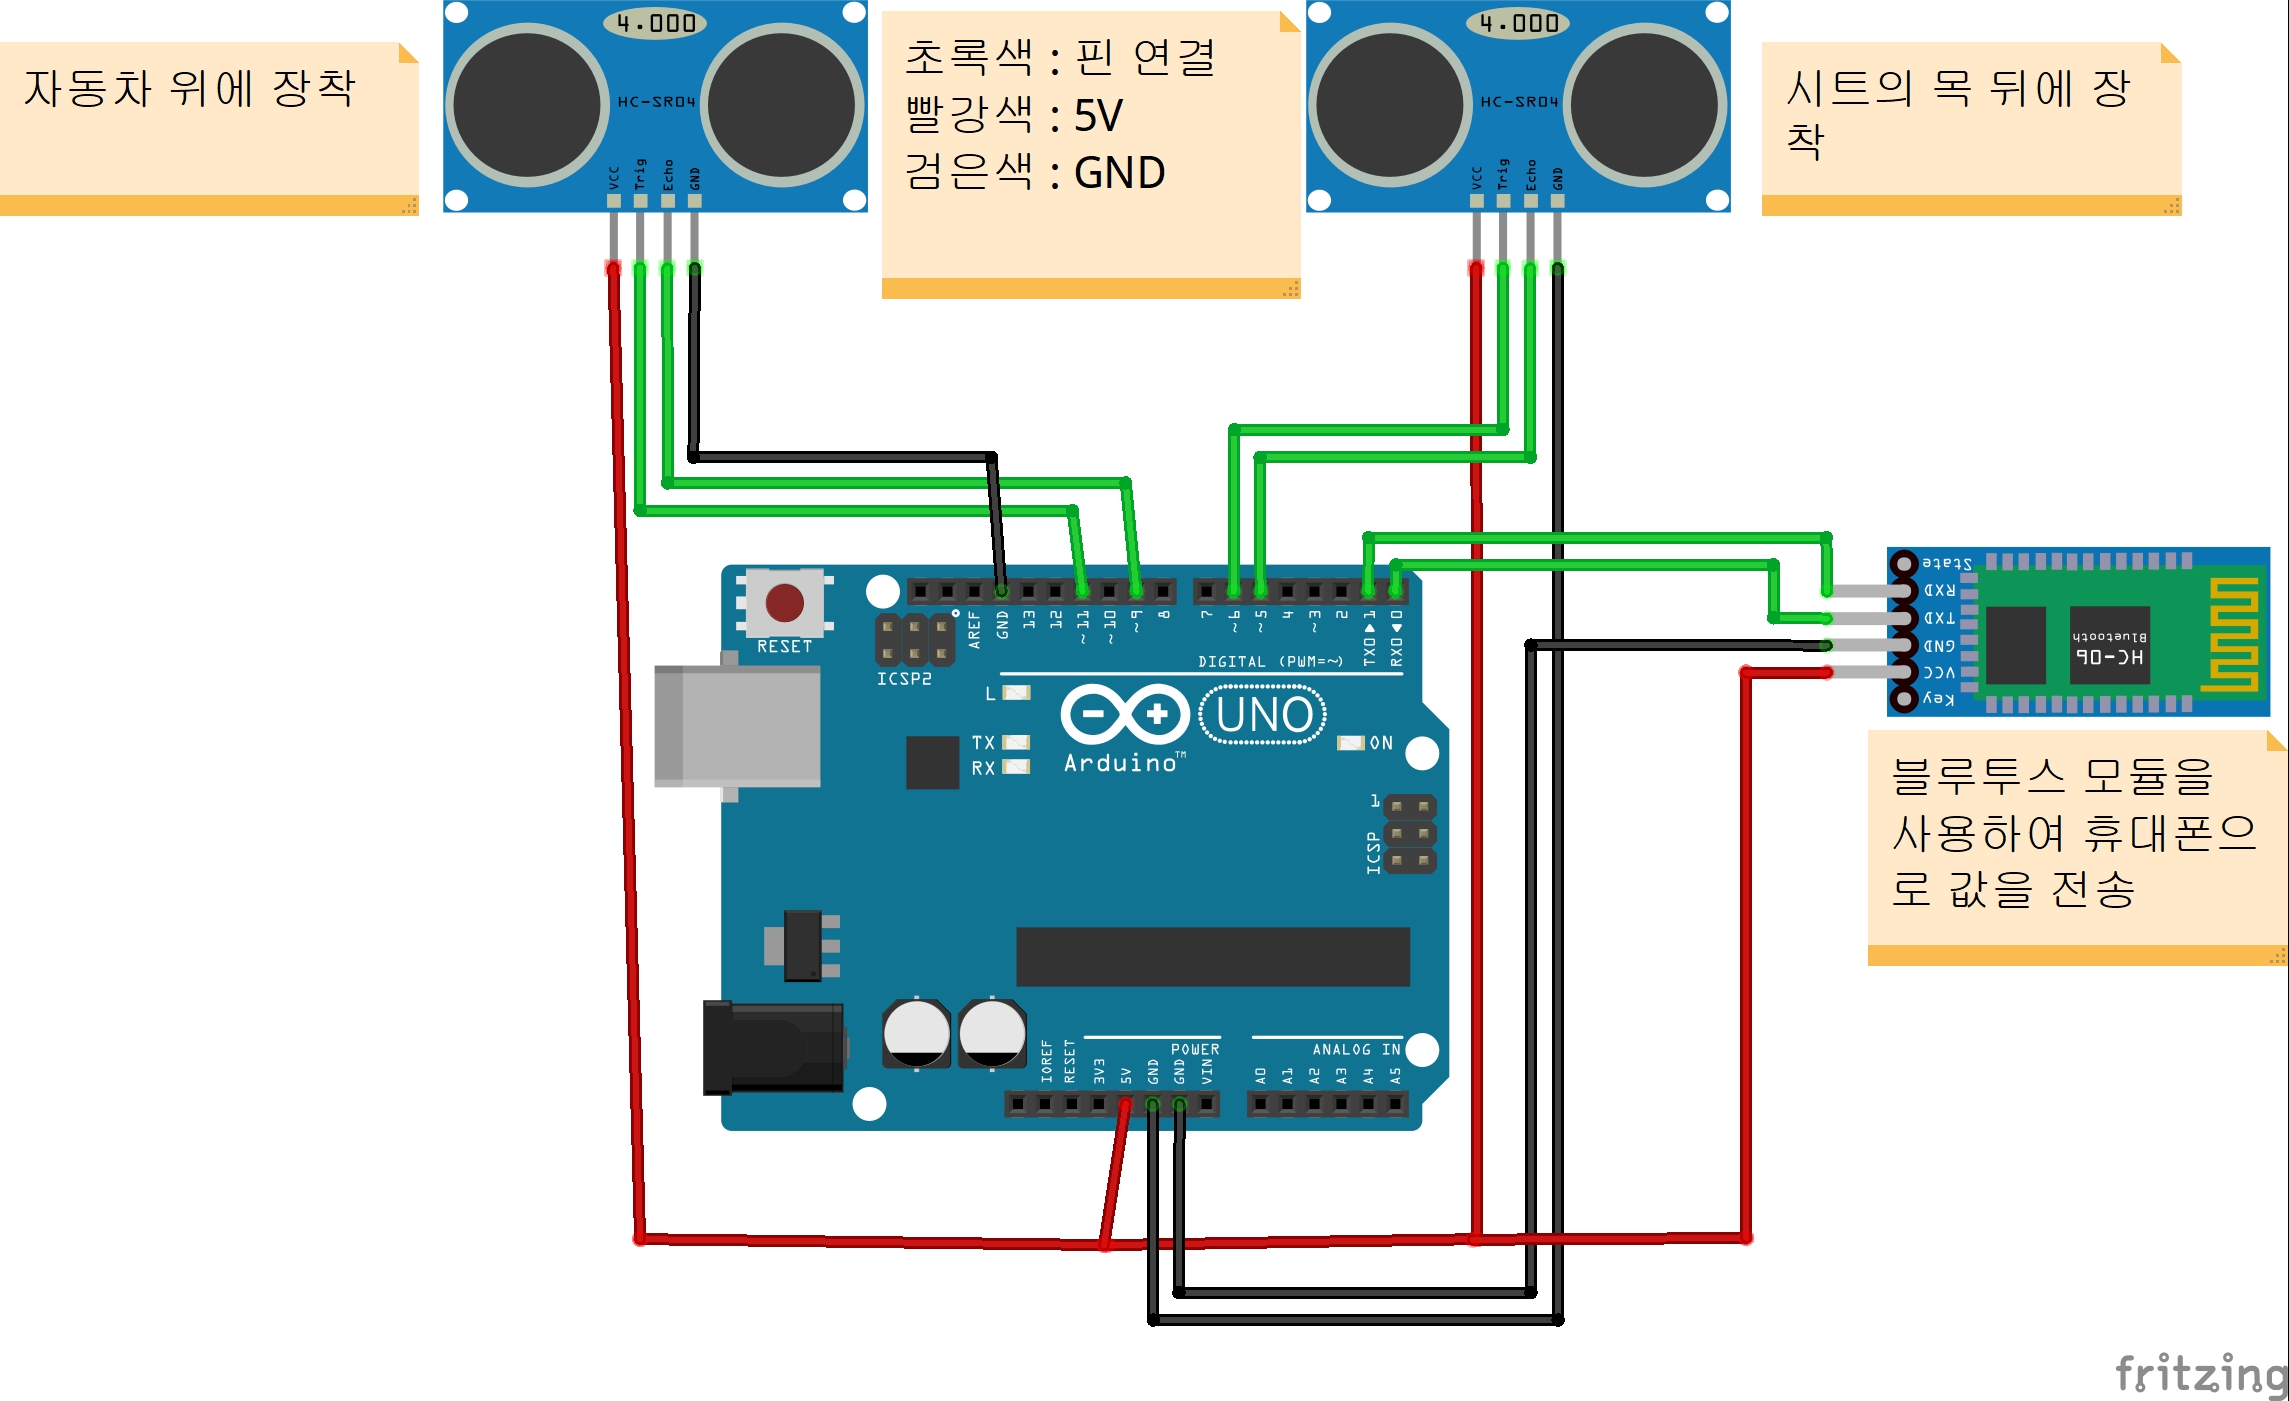 자동차 위에 장착
4.000
HC-SR04
VCC
Trig
Echo
GND
초록색 : 핀 연결
빨강색 : 5V
검은색 : GND
4.000
HC-SR04
VCC
Trig
Echo
GND
시트의 목 뒤에 장
착
RESET
ICSP2
AREF
GND
13
12
~11
~10
~9
8
7
~6
~5
4
~3
2
TX0▶1
RX0◀0
DIGITAL (PWM=~)
L
TX
RX
Arduino™
UNO
ON
1
ICSP
IOREF
RESET
3V3
5V
GND
GND
VIN
POWER
ANALOG IN
A0
A1
A2
A3
A4
A5
State
RXD
TXD
GND
VCC
Key
Bluetooth
HC-06
블루투스 모듈을
사용하여 휴대폰으
로 값을 전송
fritzing